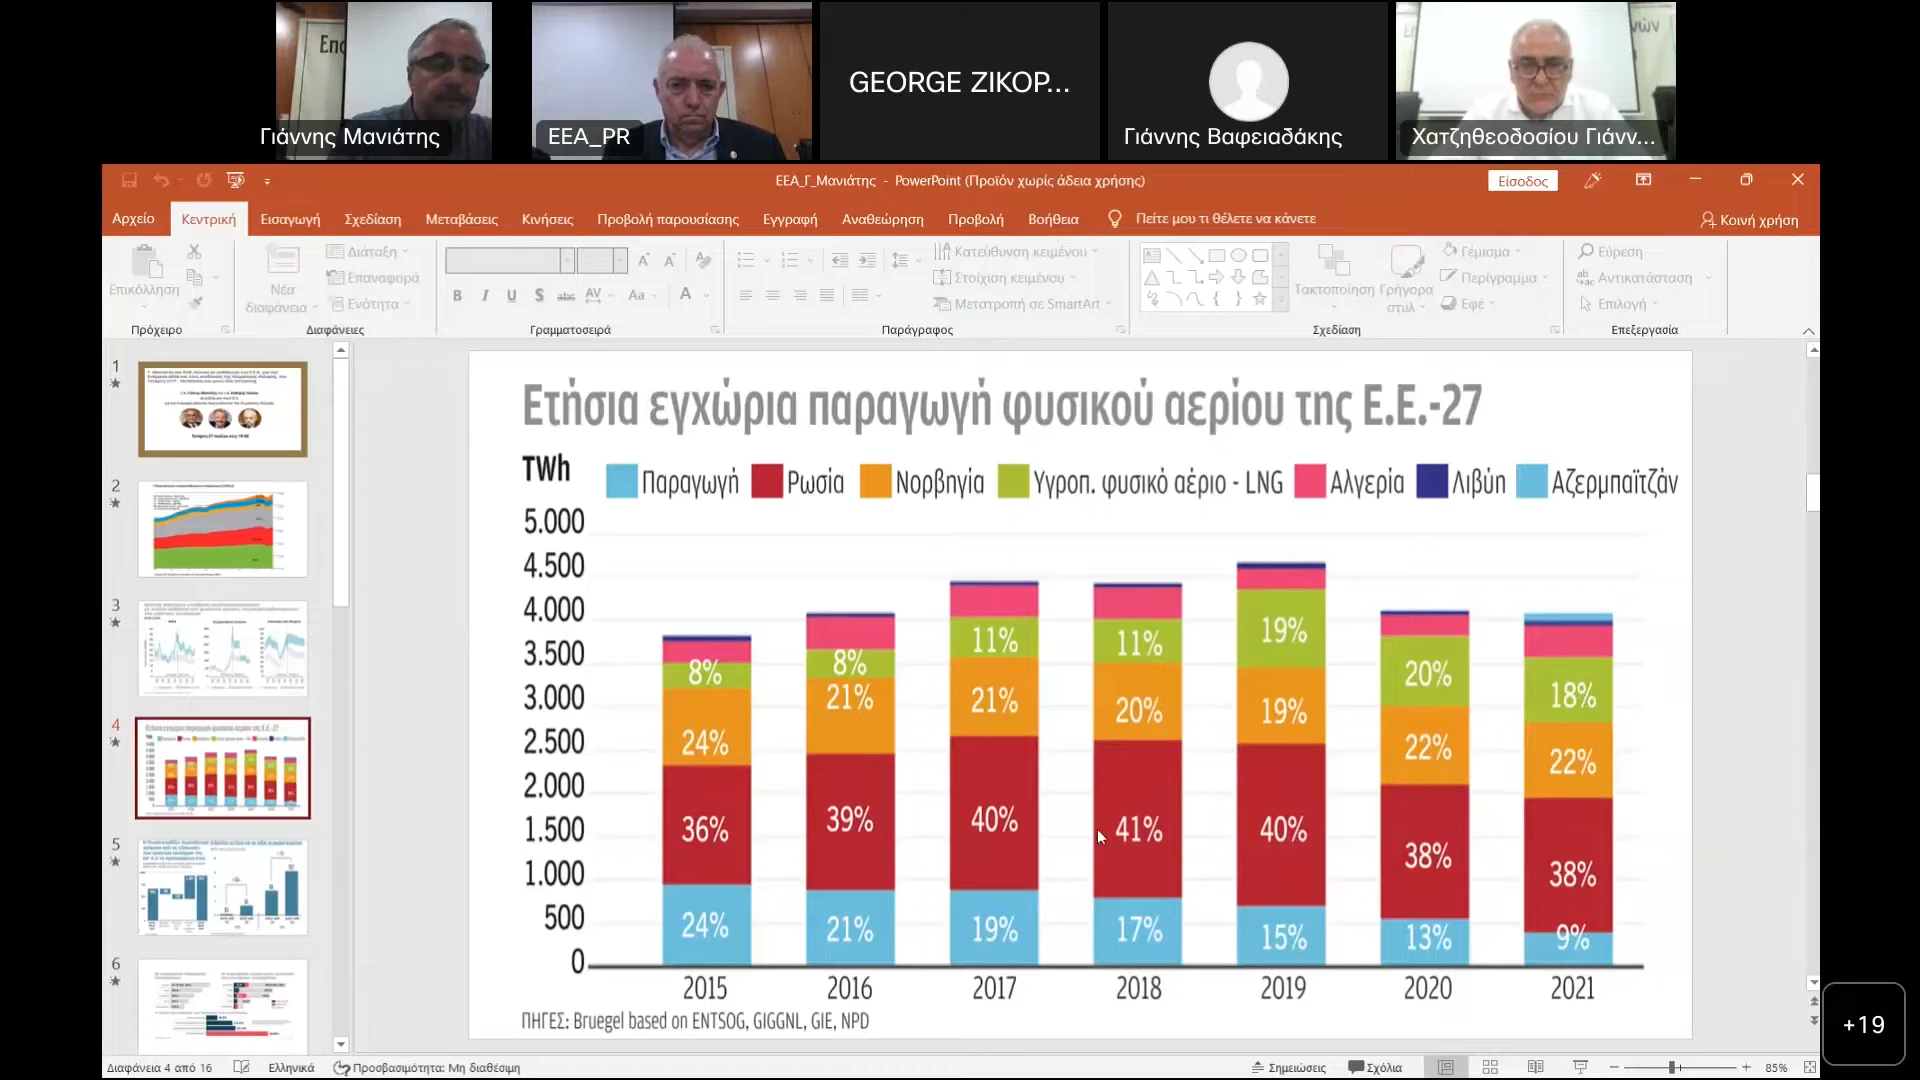 Γιάννης Μανιάτης
EEA_PR
GEORGE ZIKOP...
Γιάννης Βαφειαδάκης
Χατζηθεοδοσίου Γιάνν...
ΕΕΑ_Γ_Μανιάτης - PowerPoint (Προϊόν χωρίς άδεια χρήσης)
Είσοδος
Αρχείο Κεντρική Εισαγωγή Σχεδίαση Μεταβάσεις Κινήσεις Προβολή παρουσίασης Εγγραφή Αναθεώρηση Προβολή Βοήθεια Πείτε μου τι θέλετε να κάνετε Κοινή χρήση
Επικόλληση
Νέα
διαφάνεια
Διάταξη
Επαναφορά
Ενότητα
Κατεύθυνση κειμένου
Στοίχιση κειμένου
Μετατροπή σε SmartArt
Τακτοποίηση
Γρήγορα
στυλ
Γέμισμα
Περίγραμμα
Εφέ
Εύρεση
Αντικατάσταση
Επιλογή
Πρόχειρο Διαφάνειες Γραμματοσειρά Παράγραφος Σχεδίαση Επεξεργασία
1
2
3
4
5
6
Ετήσια εγχώρια παραγωγή φυσικού αερίου της Ε.Ε.-27
TWh
Παραγωγή Ρωσία Νορβηγία Υγροπ. φυσικό αέριο - LNG Αλγερία Λιβύη Αζερμπαϊτζάν
5.000
4.500
4.000
3.500
3.000
2.500
2.000
1.500
1.000
500
0
8% 24% 36% 24%
8% 21% 39% 21%
11% 21% 40% 19%
11% 20% 41% 17%
19% 19% 40% 15%
20% 22% 38% 13%
18% 22% 38% 9%
2015 2016 2017 2018 2019 2020 2021
ΠΗΓΕΣ: Bruegel based on ENTSOG, GIGGNL, GIE, NPD
+19
Διαφάνεια 4 από 16 Ελληνικά Προσβασιμότητα: Μη διαθέσιμη Σημειώσεις Σχόλια 85%